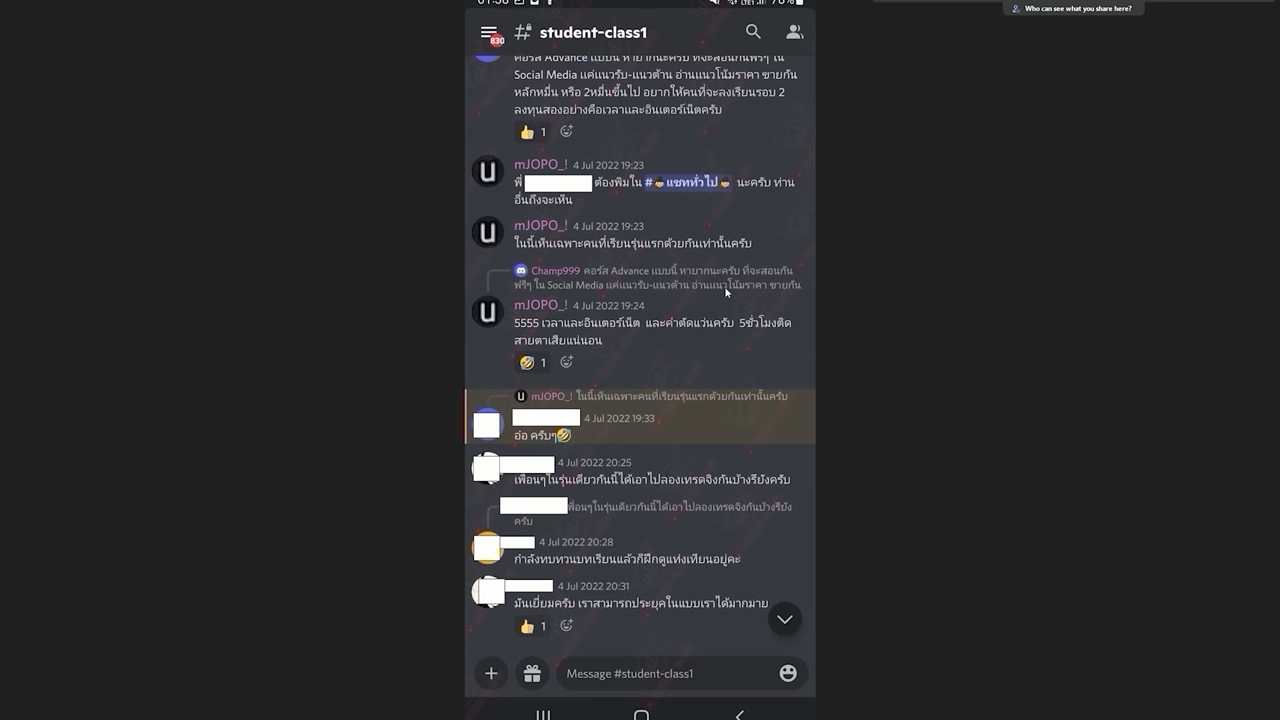 Who can see what you share here?
830
student-class1
คอร์ส Advance แบบนี้ หายากนะครับ ที่จะสอนกันฟรีๆ ใน
Social Media แค่แนวรับ-แนวต้าน อ่านแนวโน้มราคา ขายกัน
หลักหมื่น หรือ 2หมื่นขึ้นไป อยากให้คนที่จะลงเรียนรอบ 2
ลงทุนสองอย่างคือเวลาและอินเตอร์เน็ตครับ
1
mJOPO_! 4 Jul 2022 19:23
พี่ ต้องพิมใน #แชททั่วไป นะครับ ท่าน
อื่นถึงจะเห็น
mJOPO_! 4 Jul 2022 19:23
ในนี้เห็นเฉพาะคนที่เรียนรุ่นแรกด้วยกันเท่านั้นครับ
Champ999 คอร์ส Advance แบบนี้ หายากนะครับ ที่จะสอนกัน
ฟรีๆ ใน Social Media แค่แนวรับ-แนวต้าน อ่านแนวโน้มราคา ขายกัน
mJOPO_! 4 Jul 2022 19:24
5555 เวลาและอินเตอร์เน็ต และค่าตัดแว่นครับ 5ชั่วโมงติด
สายตาเสียแน่นอน
1
mJOPO_! ในนี้เห็นเฉพาะคนที่เรียนรุ่นแรกด้วยกันเท่านั้นครับ
4 Jul 2022 19:33
อ่อ ครับๆ
4 Jul 2022 20:25
เพื่อนๆในรุ่นเดียวกันนี้ได้เอาไปลองเทรดจิงกันบ้างรึยังครับ
พื่อนๆในรุ่นเดียวกันนี้ได้เอาไปลองเทรดจิงกันบ้างรึยัง
ครับ
4 Jul 2022 20:28
กำลังทบทวนบทเรียนแล้วก็ฝึกดูแท่งเทียนอยู่คะ
4 Jul 2022 20:31
มันเยี่ยมครับ เราสามารถประยุคในแบบเราได้มากมาย
1
Message #student-class1